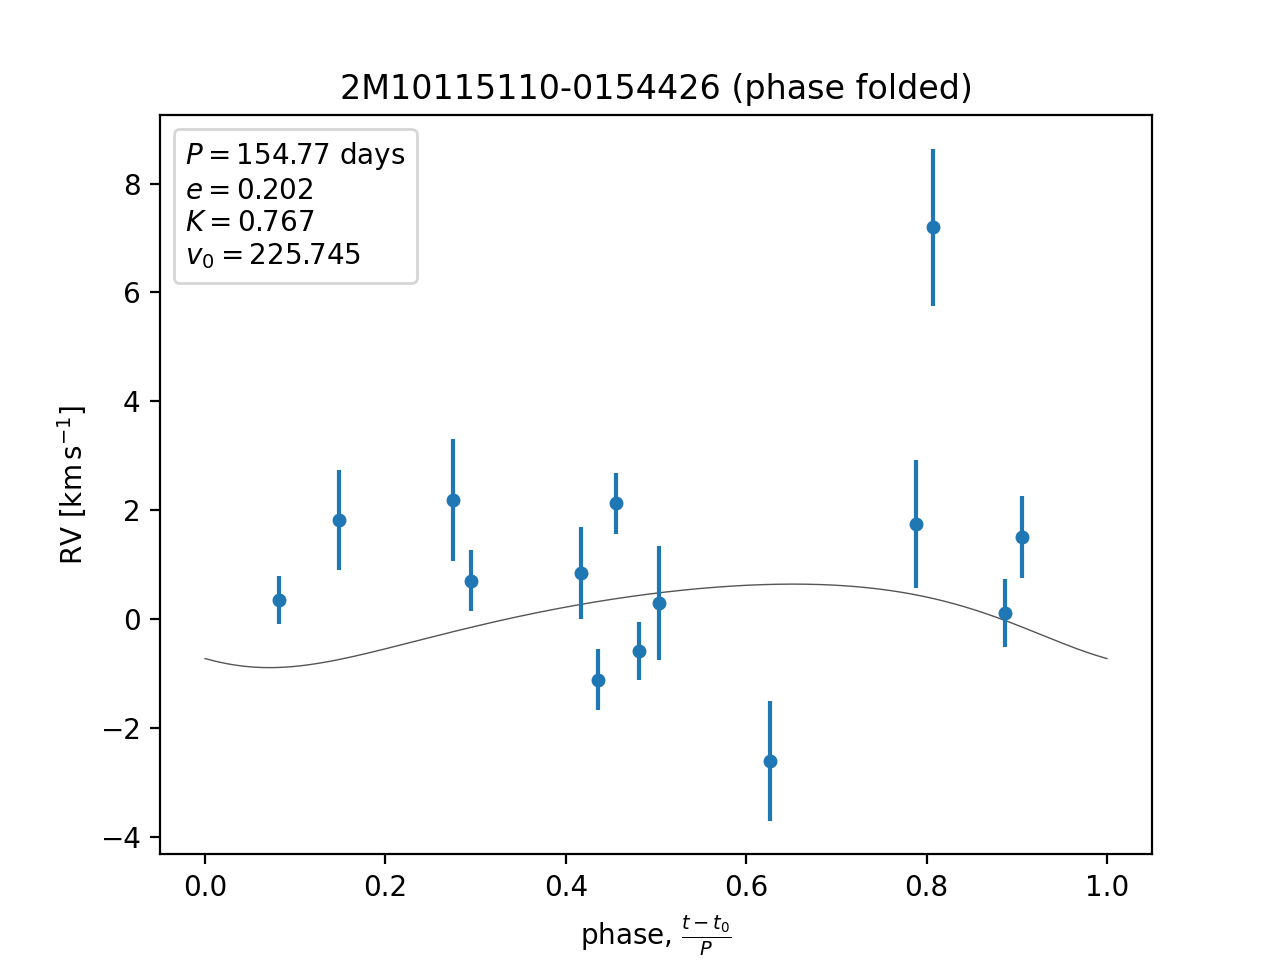 2M10115110-0154426 (phase folded)
P = 154.77 days
e = 0.202
K = 0.767
v₀ = 225.745
RV [km s⁻¹]
8
6
4
2
0
−2
−4
0.0 0.2 0.4 0.6 0.8 1.0
phase, (t − t₀)/P